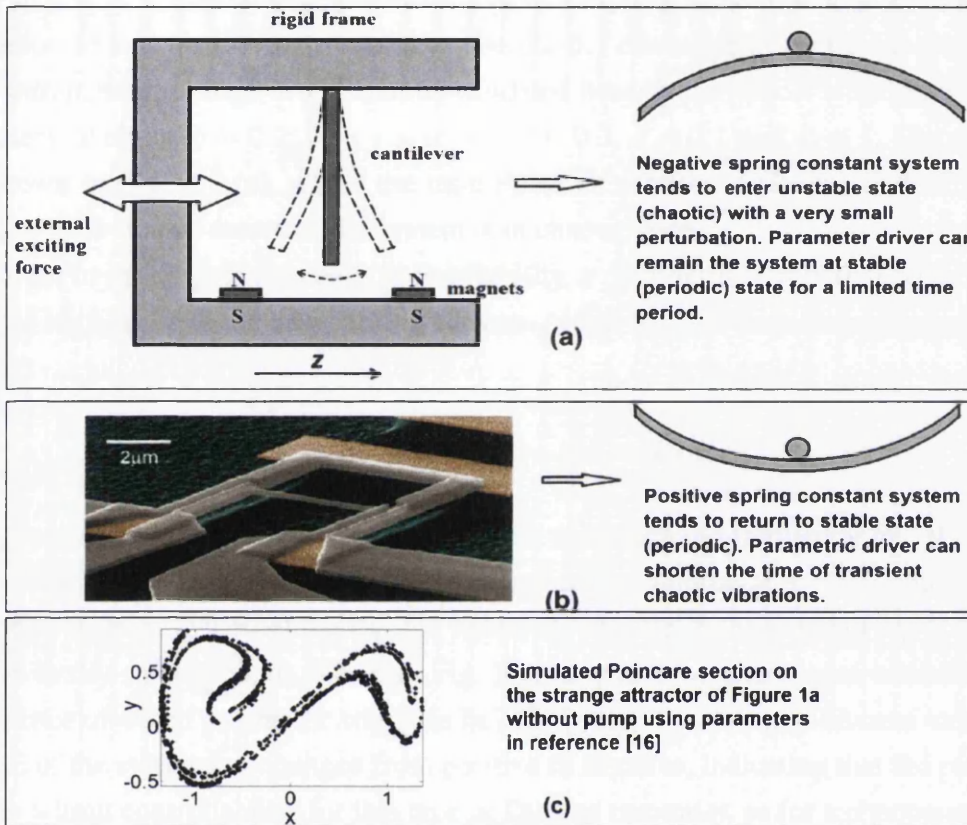 rigid frame
cantilever
external
exciting
force
N
N
magnets
S
S
Z
(a)
Negative spring constant system
tends to enter unstable state
(chaotic) with a very small
perturbation. Parameter driver can
remain the system at stable
(periodic) state for a limited time
period.
2μm
(b)
Positive spring constant system
tends to return to stable state
(periodic). Parametric driver can
shorten the time of transient
chaotic vibrations.
0.5
y
-0.5
-1
0
1
x
Simulated Poincare section on
the strange attractor of Figure 1a
without pump using parameters
in reference [16]
(c)